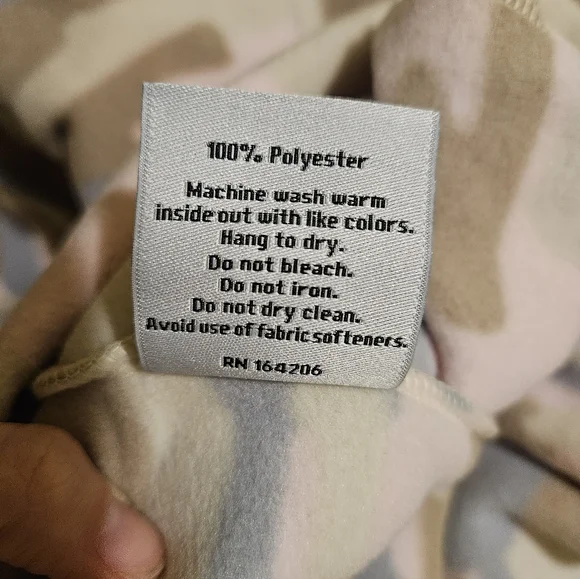 100% Polyester
Machine wash warm
inside out with like colors.
Hang to dry.
Do not bleach.
Do not iron.
Do not dry clean.
Avoid use of fabric softeners.
RN 164206